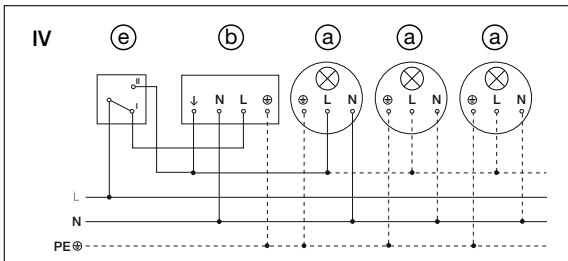 IV e b a a a
II
I
↓ N L ⏚ ⏚ L N ⏚ L N ⏚ L N
L
N
PE ⏚